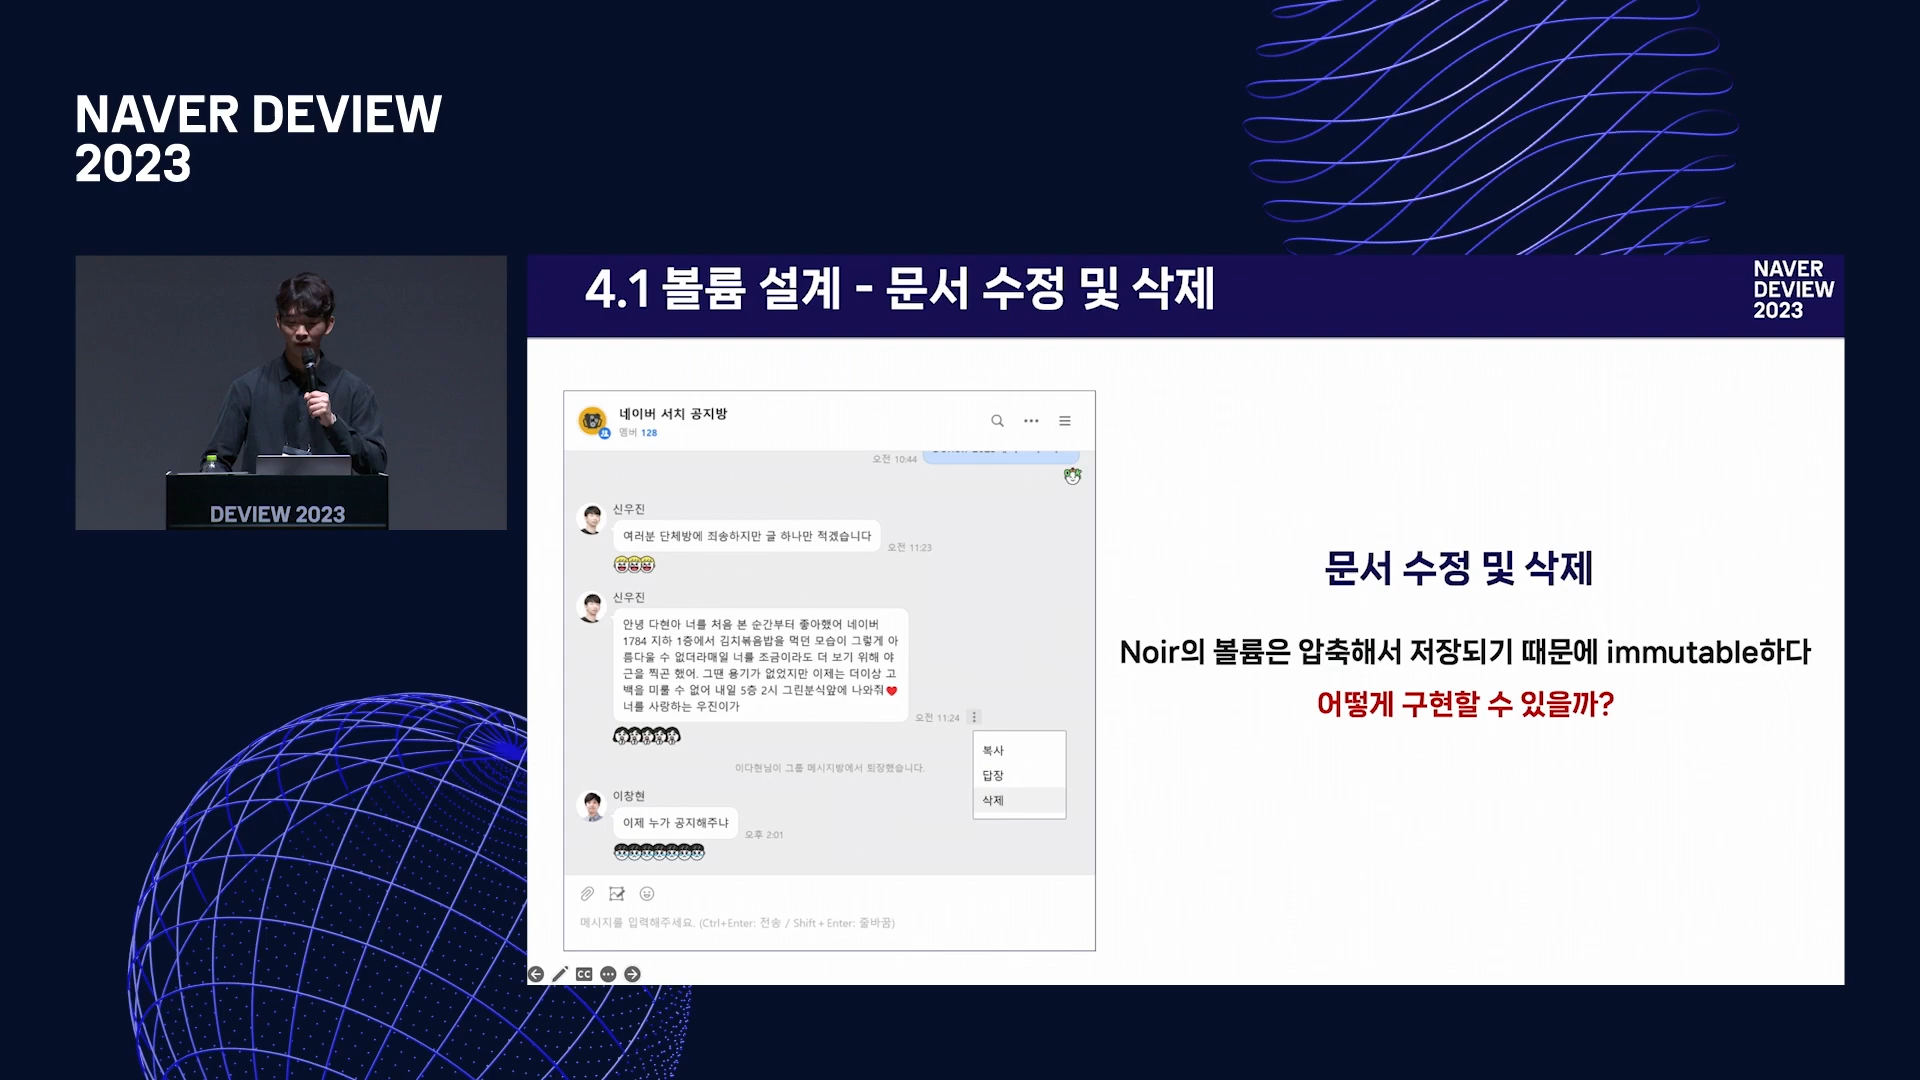 NAVER DEVIEW
2023
DEVIEW 2023
4.1 볼륨 설계 - 문서 수정 및 삭제
NAVER
DEVIEW
2023
네이버 서치 공지방
멤버 128
오전 10:44
신우진
여러분 단체방에 죄송하지만 글 하나만 적겠습니다
오전 11:23
신우진
안녕 다현아 너를 처음 본 순간부터 좋아했어 네이버
1784 지하 1층에서 김치볶음밥을 먹던 모습이 그렇게 아
름다울 수 없더라매일 너를 조금이라도 더 보기 위해 야
근을 찍곤 했어. 그땐 용기가 없었지만 이제는 더이상 고
백을 미룰 수 없어 내일 5층 2시 그린분식앞에 나와줘❤
너를 사랑하는 우진이가
오전 11:24
복사
답장
삭제
이다현님이 그룹 메시지방에서 퇴장했습니다.
이창현
이제 누가 공지해주냐
오후 2:01
메시지를 입력해주세요. (Ctrl+Enter: 전송 / Shift + Enter: 줄바꿈)
문서 수정 및 삭제
Noir의 볼륨은 압축해서 저장되기 때문에 immutable하다
어떻게 구현할 수 있을까?
CC